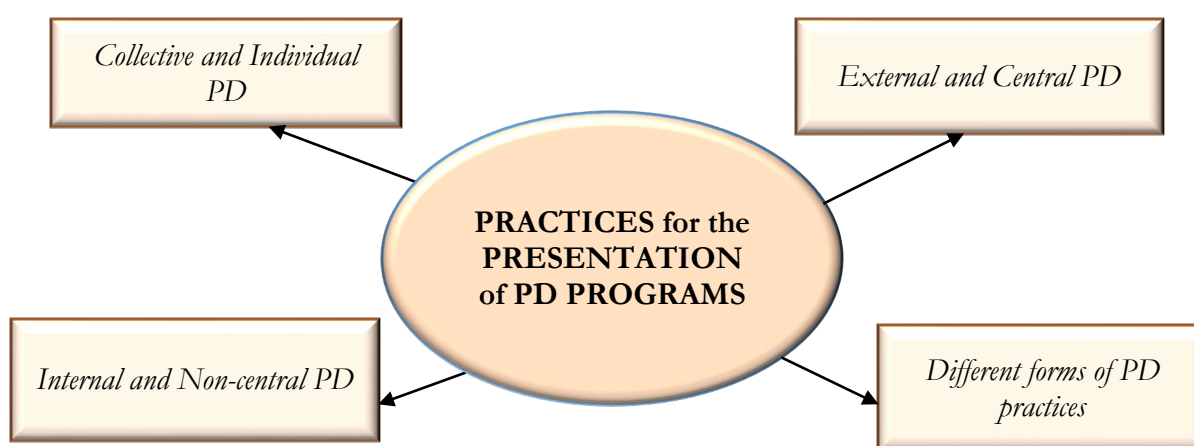 Collective and Individual
PD
External and Central PD
PRACTICES for the
PRESENTATION
of PD PROGRAMS
Internal and Non-central PD
Different forms of PD
practices